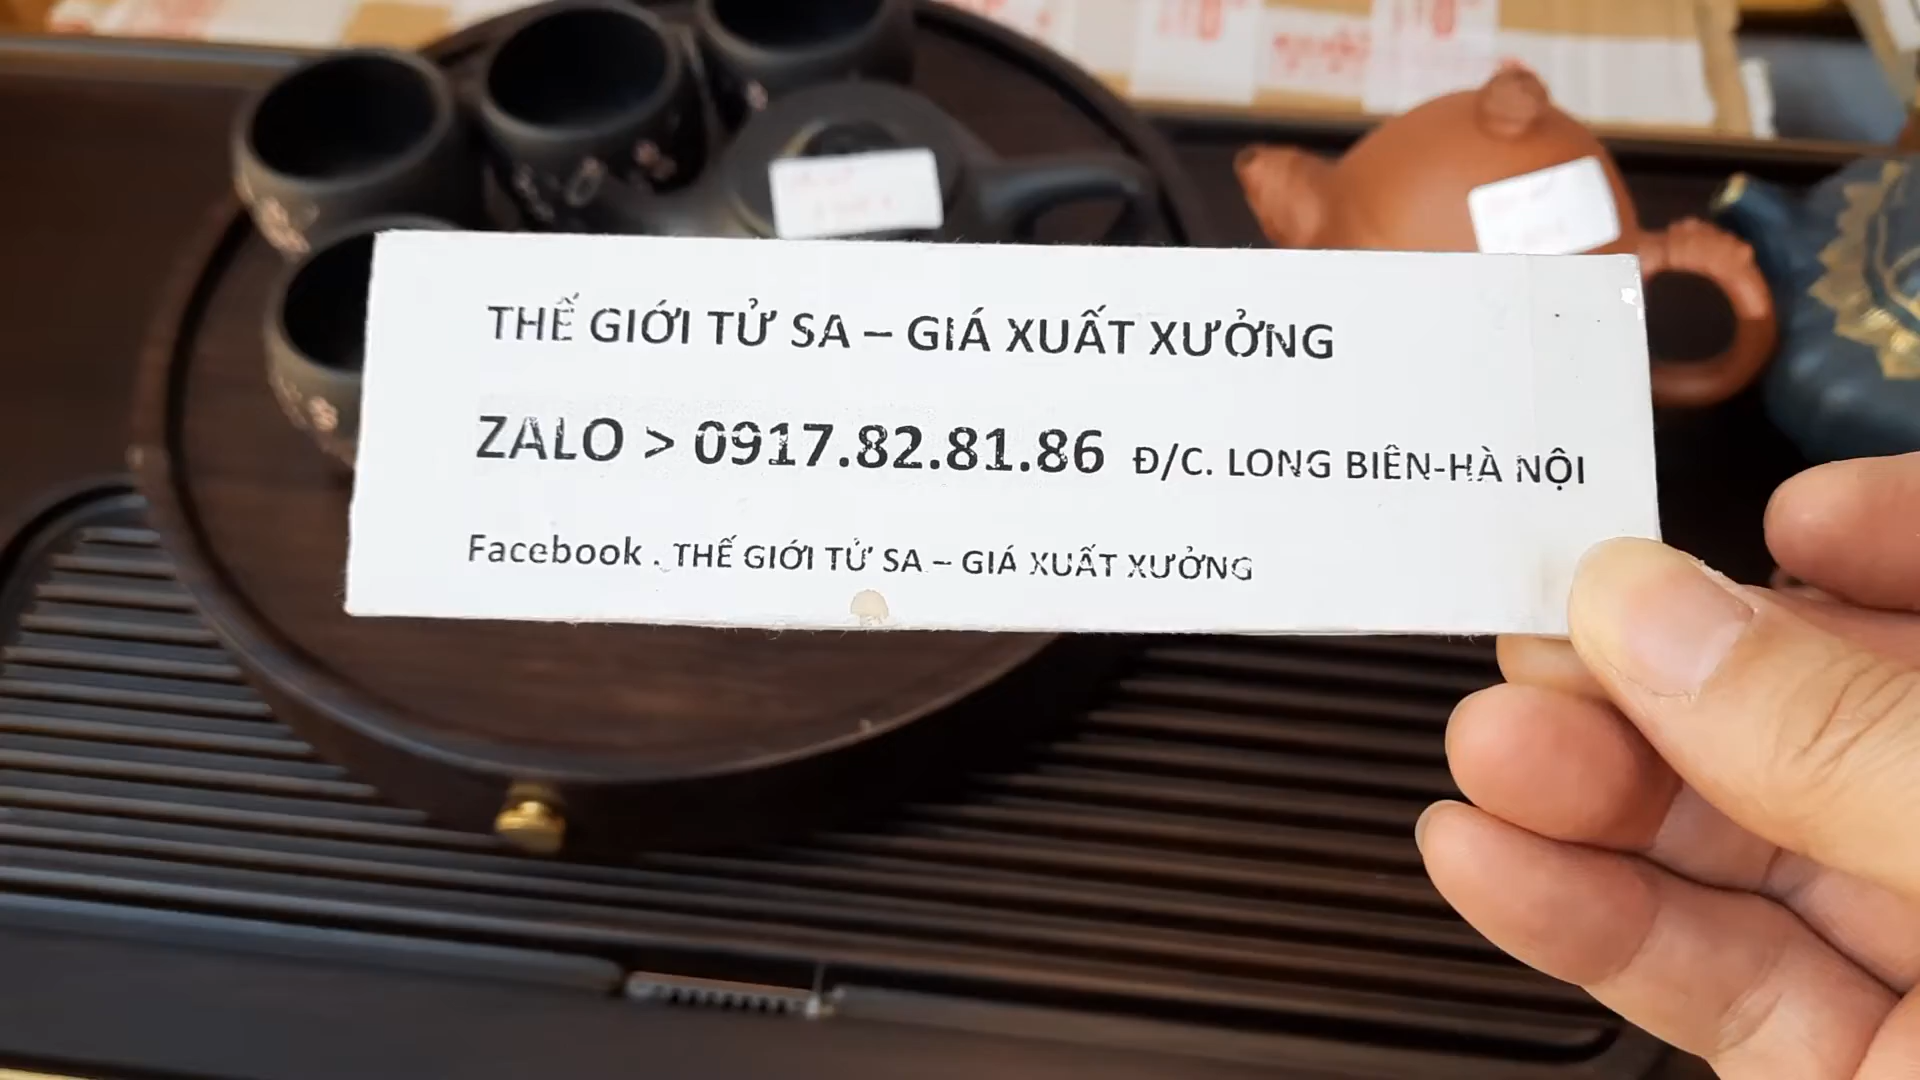 THẾ GIỚI TỬ SA – GIÁ XUẤT XƯỞNG
ZALO > 0917.82.81.86 Đ/C. LONG BIÊN-HÀ NỘI
Facebook . THẾ GIỚI TỬ SA – GIÁ XUẤT XƯỞNG